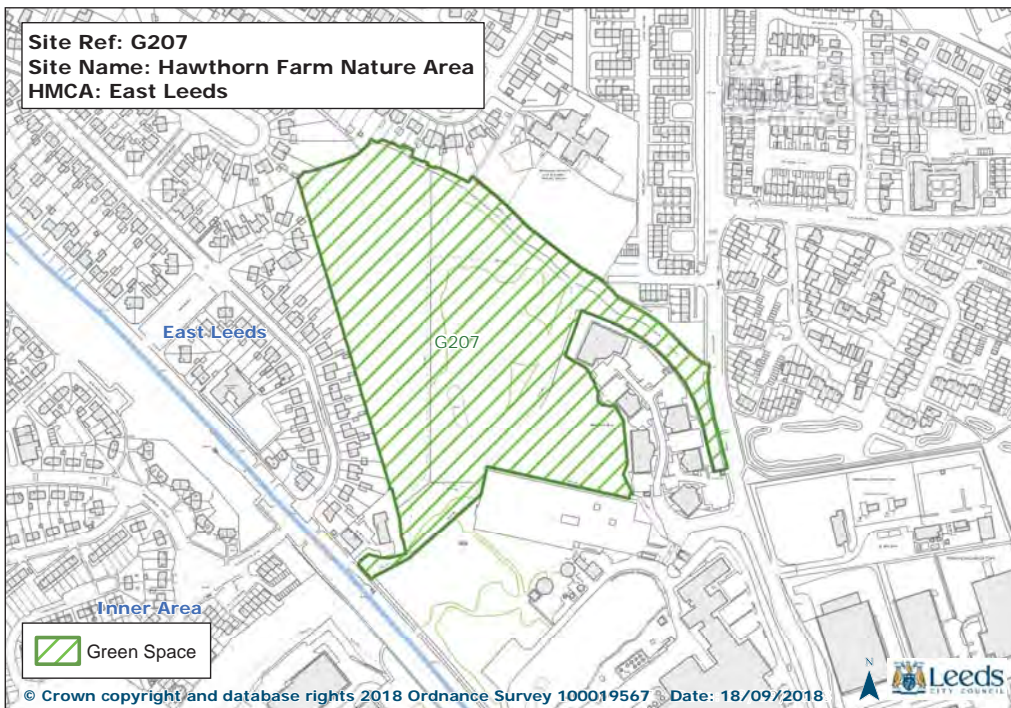 Site Ref: G207
Site Name: Hawthorn Farm Nature Area
HMCA: East Leeds
East Leeds
G207
Inner Area
Green Space
© Crown copyright and database rights 2018 Ordnance Survey 100019567 Date: 18/09/2018
N
Leeds
CITY COUNCIL